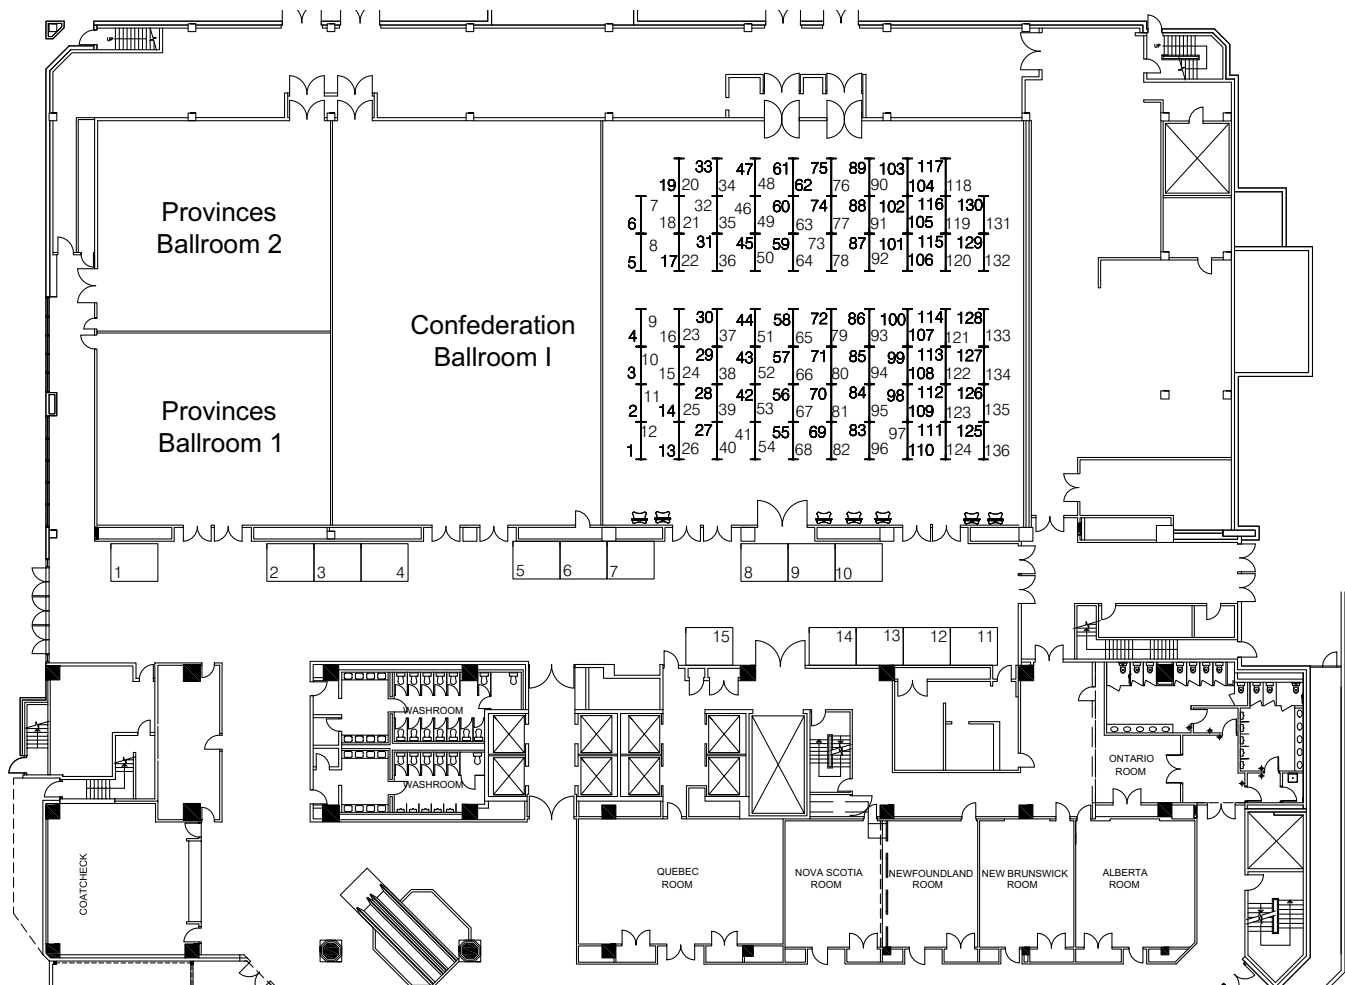 UP
UP
33 47 61 75 89 103 117
19 20 34 48 62 76 90 104 118
7 32 46 60 74 88 102 116 130
6 18 21 35 49 63 77 91 105 119 131
8 31 45 59 73 87 101 115 129
5 17 22 36 50 64 78 92 106 120 132
Provinces
Ballroom 2
9 30 44 58 72 86 100 114 128
4 16 23 37 51 65 79 93 107 121 133
10 29 43 57 71 85 99 113 127
3 15 24 38 52 66 80 94 108 122 134
11 28 42 56 70 84 98 112 126
2 14 25 39 53 67 81 95 109 123 135
12 27 41 55 69 83 97 111 125
1 13 26 40 54 68 82 96 110 124 136
Confederation
Ballroom I
Provinces
Ballroom 1
1 2 3 4 5 6 7 8 9 10
15 14 13 12 11
WASHROOM
WASHROOM
ONTARIO
ROOM
COATCHECK
QUEBEC
ROOM
NOVA SCOTIA
ROOM
NEWFOUNDLAND
ROOM
NEW BRUNSWICK
ROOM
ALBERTA
ROOM